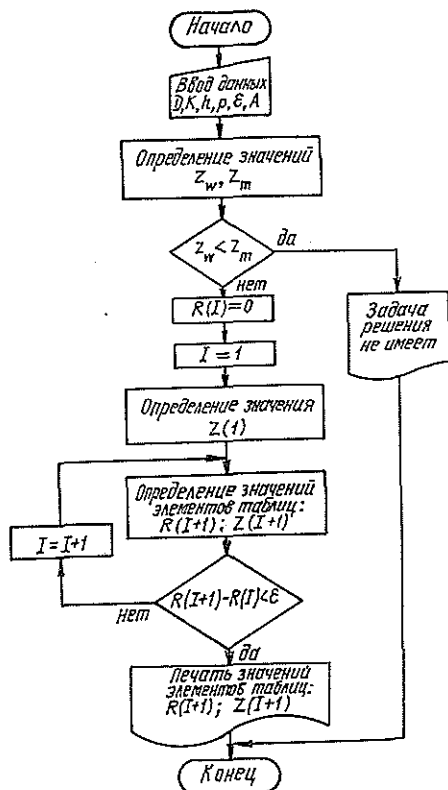 Начало
Ввод данных
D,K,h,p,ε,A
Определение значений
Z_w, Z_m
Z_w < Z_m
да
нет
R(I)=0
Задача
решения
не имеет
I = 1
Определение значения
Z(1)
Определение значений
элементов таблиц:
R(I+1); Z(I+1)
I=I+1
R(I+1)-R(I)<ε
нет
да
Печать значений
элементов таблиц:
R(I+1); Z(I+1)
Конец